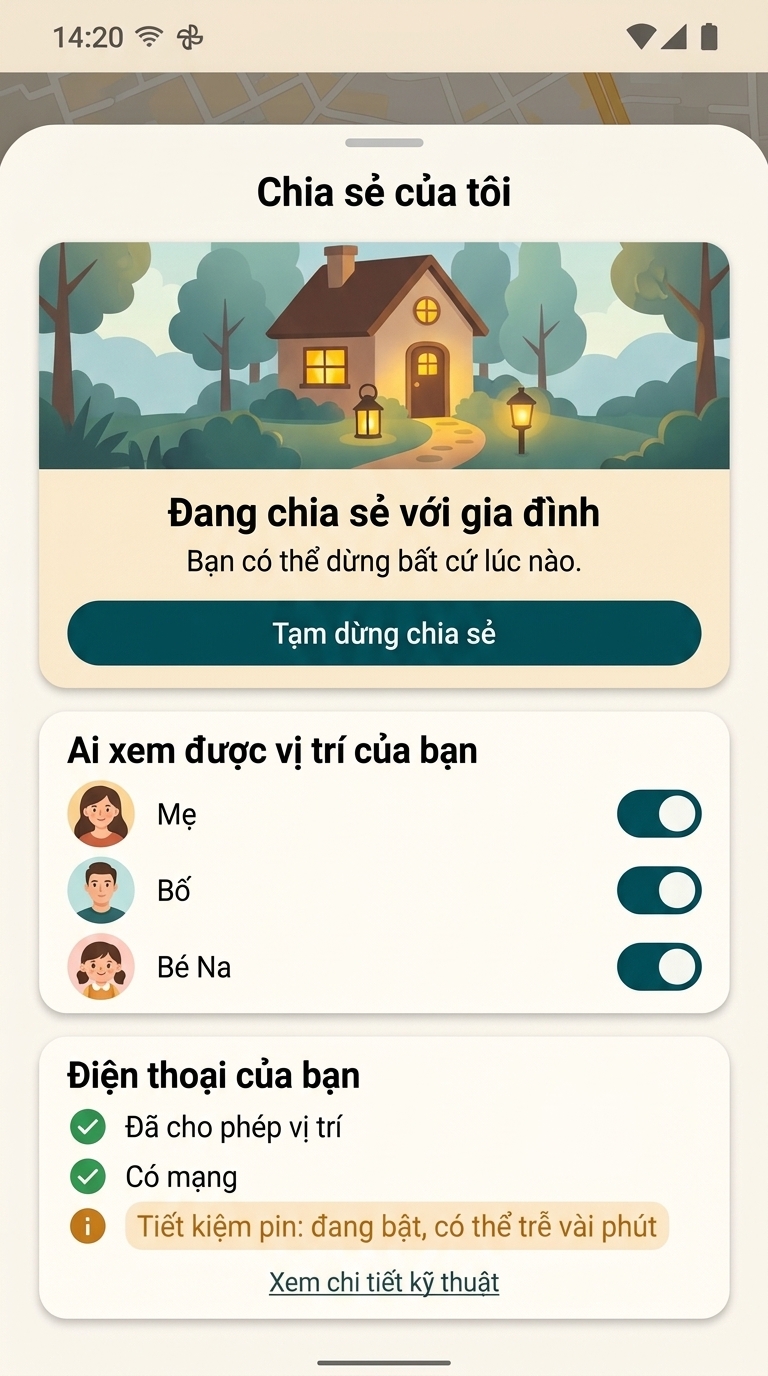 14:20
Chia sẻ của tôi
Đang chia sẻ với gia đình
Bạn có thể dừng bất cứ lúc nào.
Tạm dừng chia sẻ
Ai xem được vị trí của bạn
Mẹ
Bố
Bé Na
Điện thoại của bạn
Đã cho phép vị trí
Có mạng
Tiết kiệm pin: đang bật, có thể trễ vài phút
Xem chi tiết kỹ thuật